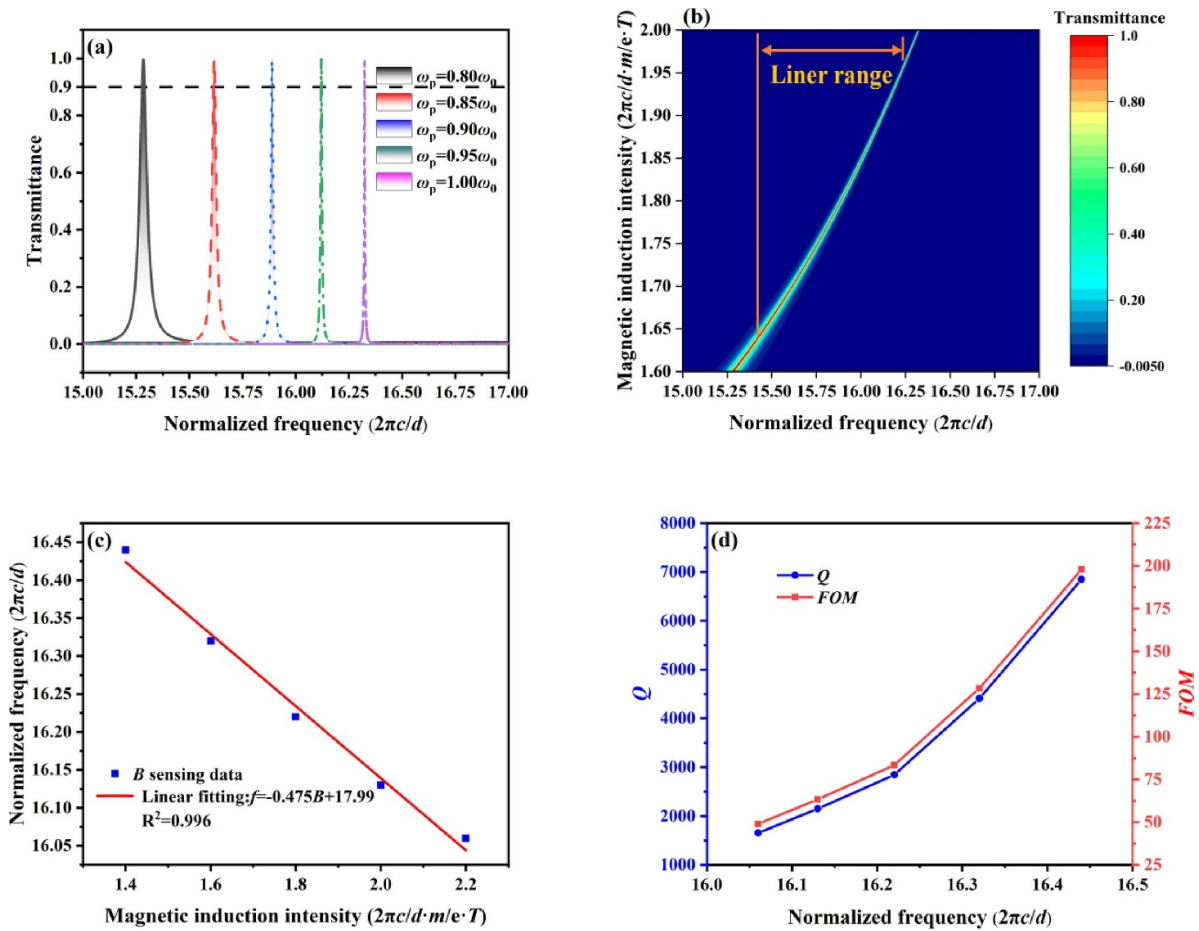 (a)
ωp=0.80ω0
ωp=0.85ω0
ωp=0.90ω0
ωp=0.95ω0
ωp=1.00ω0
Transmittance
1.0
0.9
0.8
0.6
0.4
0.2
0.0
15.00 15.25 15.50 15.75 16.00 16.25 16.50 16.75 17.00
Normalized frequency (2πc/d)
(b)
Liner range
Magnetic induction intensity (2πc/d·m/e·T)
2.00
1.95
1.90
1.85
1.80
1.75
1.70
1.65
1.60
15.00 15.25 15.50 15.75 16.00 16.25 16.50 16.75 17.00
Normalized frequency (2πc/d)
Transmittance
1.0
0.80
0.60
0.40
0.20
-0.0050
(c)
Normalized frequency (2πc/d)
16.45
16.40
16.35
16.30
16.25
16.20
16.15
16.10
16.05
B sensing data
Linear fitting:f=-0.475B+17.99
R²=0.996
1.4 1.6 1.8 2.0 2.2
Magnetic induction intensity (2πc/d·m/e·T)
(d)
Q
FOM
Q
8000
7000
6000
5000
4000
3000
2000
1000
FOM
225
200
175
150
125
100
75
50
25
16.0 16.1 16.2 16.3 16.4 16.5
Normalized frequency (2πc/d)